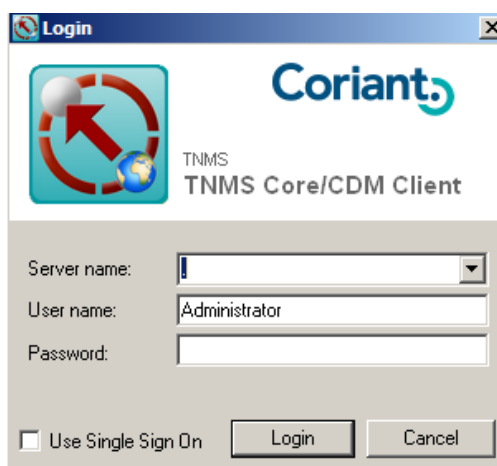 Login
Coriant.
TNMS
TNMS Core/CDM Client
Server name: .
User name: Administrator
Password:
Use Single Sign On Login Cancel